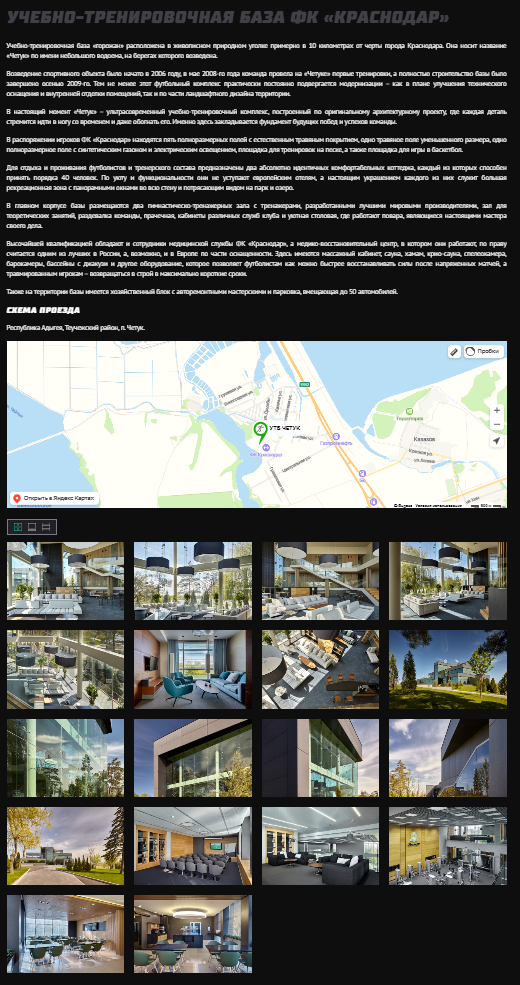 УЧЕБНО-ТРЕНИРОВОЧНАЯ БАЗА ФК «КРАСНОДАР»
Учебно-тренировочная база «горожан» расположена в живописном природном уголке примерно в 10 километрах от черты города Краснодара. Она носит название
«Четук» по имени небольшого водоема, на берегах которого возведена.
Возведение спортивного объекта было начато в 2006 году, в мае 2008-го года команда провела на «Четуке» первые тренировки, а полностью строительство базы было
завершено осенью 2009-го. Тем не менее этот футбольный комплекс практически постоянно подвергается модернизации – как в плане улучшения технического
оснащения и внутренней отделки помещений, так и по части ландшафтного дизайна территории.
В настоящий момент «Четук» – ультрасовременный учебно-тренировочный комплекс, построенный по оригинальному архитектурному проекту, где каждая деталь
стремится идти в ногу со временем и даже обогнать его. Именно здесь закладывается фундамент будущих побед и успехов команды.
В распоряжении игроков ФК «Краснодар» находятся пять полноразмерных полей с естественным травяным покрытием, одно травяное поле уменьшенного размера, одно
полноразмерное поле с синтетическим газоном и электрическим освещением, площадка для тренировок на песке, а также площадка для игры в баскетбол.
Для отдыха и проживания футболистов и тренерского состава предназначены два абсолютно идентичных комфортабельных коттеджа, каждый из которых способен
принять порядка 40 человек. По уюту и функциональности они не уступают европейским отелям, а настоящим украшением каждого из них служит большая
рекреационная зона с панорамными окнами во всю стену и потрясающим видом на парк и озеро.
В главном корпусе базы размещаются два гимнастическо-тренажерных зала с тренажерами, разработанными лучшими мировыми производителями, зал для
теоретических занятий, раздевалка команды, прачечная, кабинеты различных служб клуба и уютная столовая, где работают повара, являющиеся настоящими мастера
своего дела.
Высочайшей квалификацией обладают и сотрудники медицинской службы ФК «Краснодар», а медико-восстановительный центр, в котором они работают, по праву
считается одним из лучших в России, а, возможно, и в Европе по части оснащенности. Здесь имеются массажный кабинет, сауна, хамам, крио-сауна, спелеокамера,
барокамеры, бассейны с джакузи и другое оборудование, которое позволяет футболистам как можно быстрее восстанавливать силы после напряженных матчей, а
травмированным игрокам – возвращаться в строй в максимально короткие сроки.
Также на территории базы имеется хозяйственный блок с авторемонтными мастерскими и парковка, вмещающая до 50 автомобилей.
СХЕМА ПРОЕЗДА
Республика Адыгея, Теучежский район, п. Четук.
Пробки
УТБ ЧЕТУК
ФК Краснодар
Газпромнефть
Территория
Казазов
Центральная ул.
Открыть в Яндекс Картах
© Яндекс Условия использования